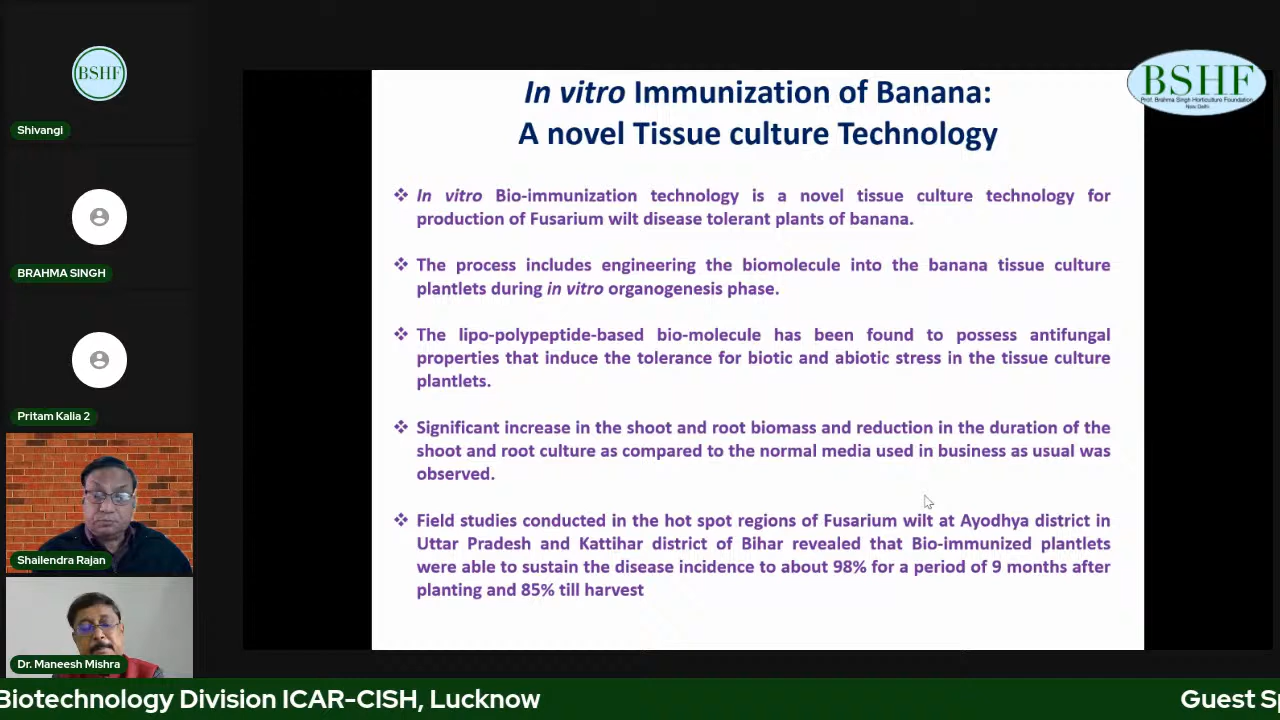 BSHF
Shivangi
BRAHMA SINGH
Pritam Kalia 2
Shailendra Rajan
Dr. Maneesh Mishra
In vitro Immunization of Banana:
A novel Tissue culture Technology
❖ In vitro Bio-immunization technology is a novel tissue culture technology for
production of Fusarium wilt disease tolerant plants of banana.
❖ The process includes engineering the biomolecule into the banana tissue culture
plantlets during in vitro organogenesis phase.
❖ The lipo-polypeptide-based bio-molecule has been found to possess antifungal
properties that induce the tolerance for biotic and abiotic stress in the tissue culture
plantlets.
❖ Significant increase in the shoot and root biomass and reduction in the duration of the
shoot and root culture as compared to the normal media used in business as usual was
observed.
❖ Field studies conducted in the hot spot regions of Fusarium wilt at Ayodhya district in
Uttar Pradesh and Kattihar district of Bihar revealed that Bio-immunized plantlets
were able to sustain the disease incidence to about 98% for a period of 9 months after
planting and 85% till harvest
BSHF
Prof. Brahma Singh Horticulture Foundation
New Delhi
Biotechnology Division ICAR-CISH, Lucknow
Guest Sp